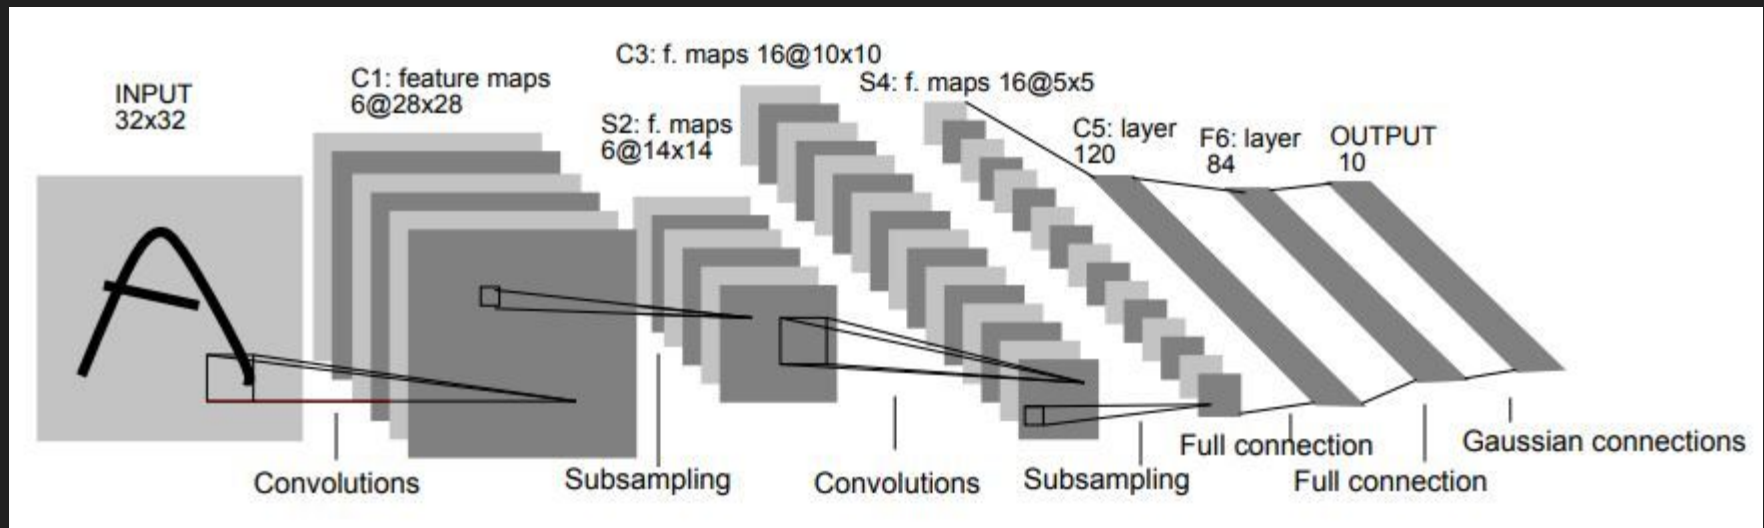 INPUT
32x32
C1: feature maps
6@28x28
S2: f. maps
6@14x14
C3: f. maps 16@10x10
S4: f. maps 16@5x5
C5: layer
120
F6: layer
84
OUTPUT
10
Convolutions
Subsampling
Convolutions
Subsampling
Full connection
Full connection
Gaussian connections
A